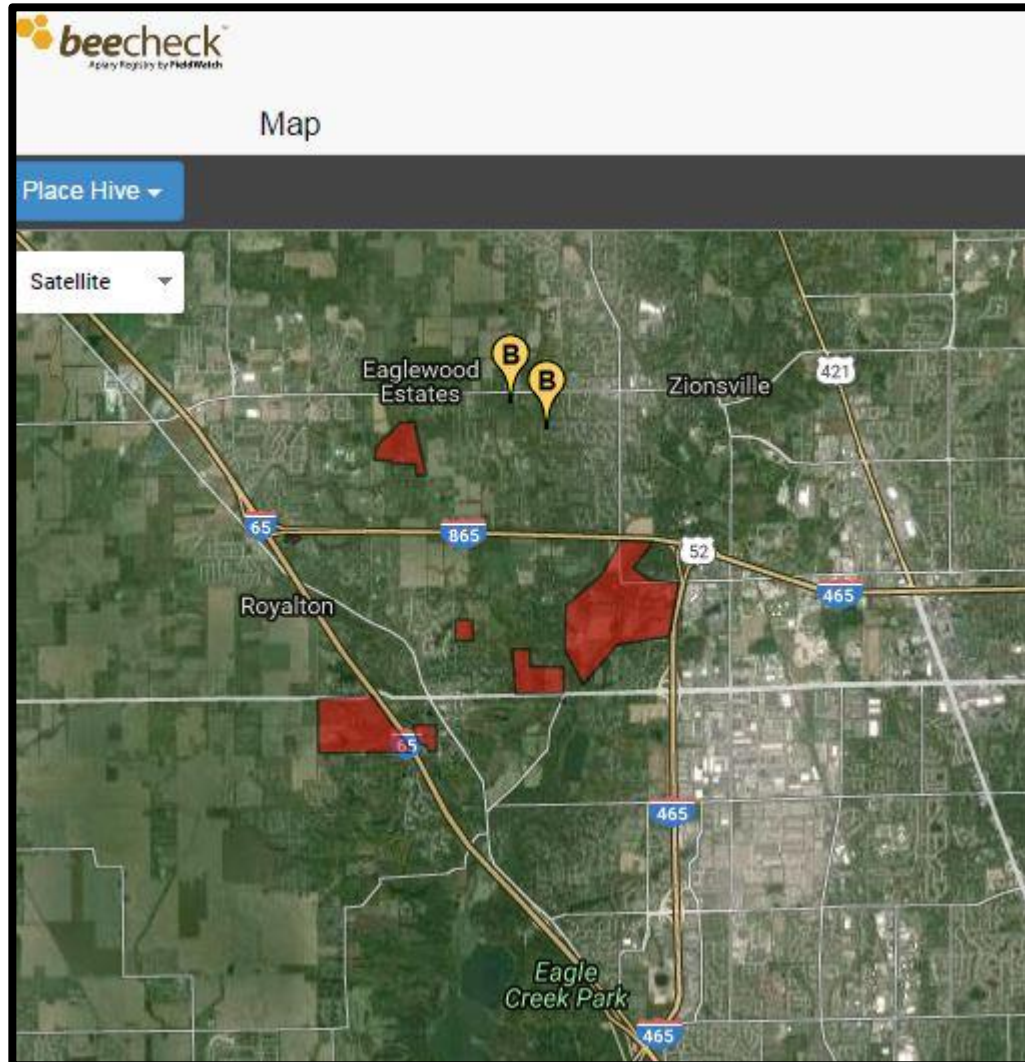 beecheck™
Apiary Registry by FieldWatch
Map
Place Hive
Satellite
B
B
Eaglewood
Estates
Zionsville
421
65
865
52
465
Royalton
65
465
Eagle
Creek Park
465